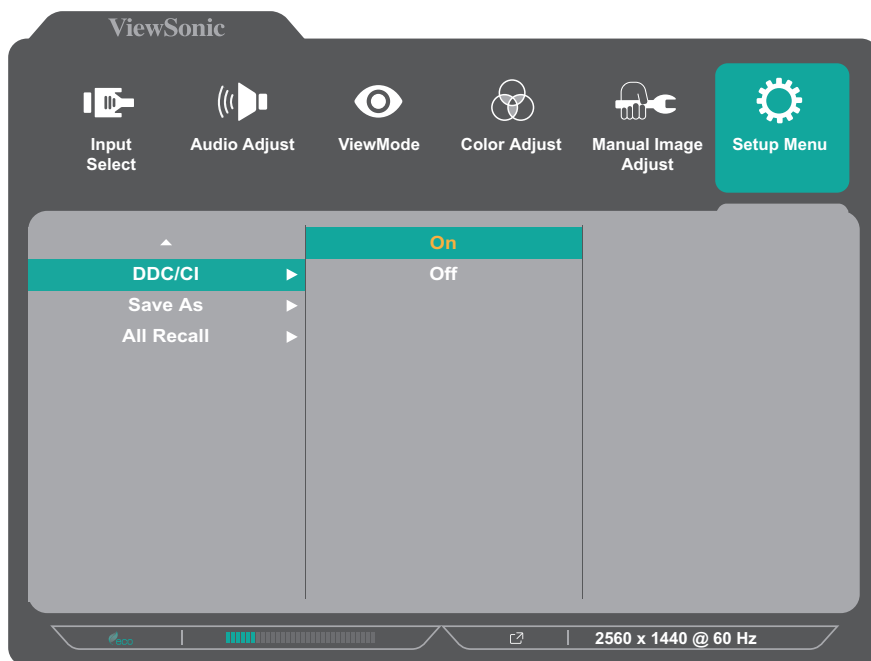 ViewSonic
Input Select
Audio Adjust
ViewMode
Color Adjust
Manual Image Adjust
Setup Menu
On
DDC/CI
Off
Save As
All Recall
eco
2560 x 1440 @ 60 Hz